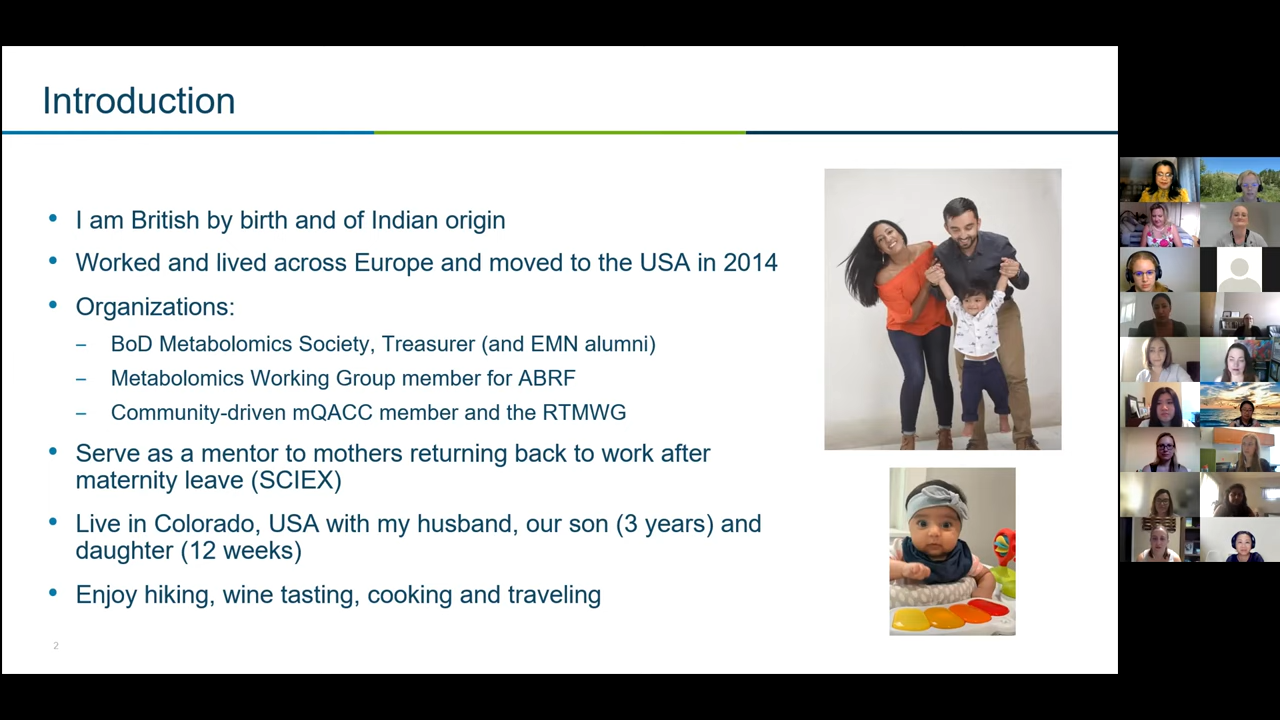 Introduction
• I am British by birth and of Indian origin
• Worked and lived across Europe and moved to the USA in 2014
• Organizations:
– BoD Metabolomics Society, Treasurer (and EMN alumni)
– Metabolomics Working Group member for ABRF
– Community-driven mQACC member and the RTMWG
• Serve as a mentor to mothers returning back to work after
maternity leave (SCIEX)
• Live in Colorado, USA with my husband, our son (3 years) and
daughter (12 weeks)
• Enjoy hiking, wine tasting, cooking and traveling
2